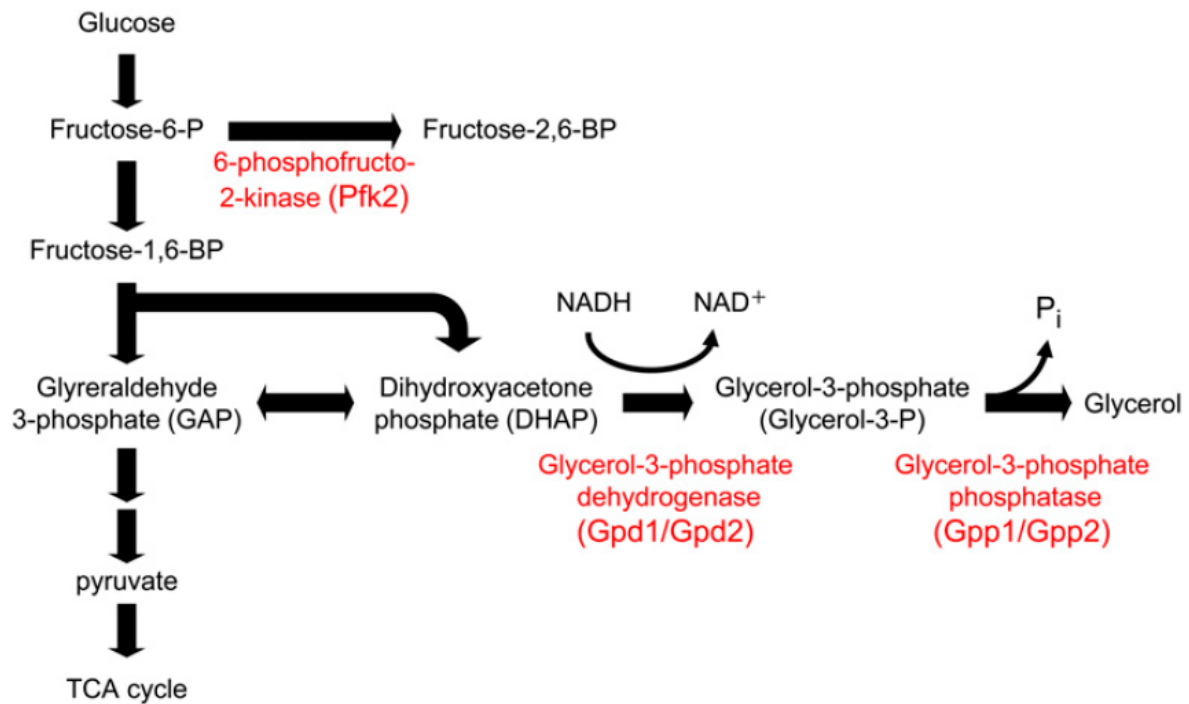 Glucose
Fructose-6-P
Fructose-2,6-BP
6-phosphofructo-
2-kinase (Pfk2)
Fructose-1,6-BP
NADH
NAD+
Pi
Glyreraldehyde
3-phosphate (GAP)
Dihydroxyacetone
phosphate (DHAP)
Glycerol-3-phosphate
(Glycerol-3-P)
Glycerol
Glycerol-3-phosphate
dehydrogenase
(Gpd1/Gpd2)
Glycerol-3-phosphate
phosphatase
(Gpp1/Gpp2)
pyruvate
TCA cycle